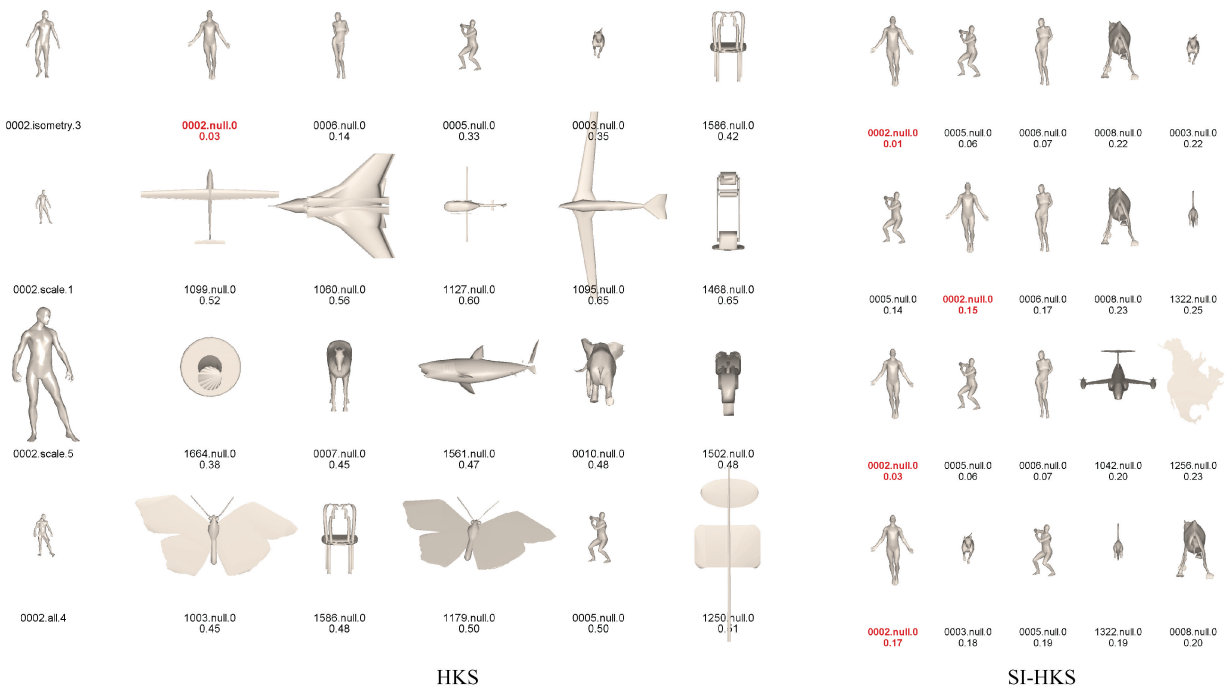 0002.isometry.3 0002.null.0 0006.null.0 0005.null.0 0003.null.0 1586.null.0
0.03 0.14 0.33 0.35 0.42
0002.null.0 0005.null.0 0006.null.0 0008.null.0 0003.null.0
0.01 0.06 0.07 0.22 0.22
0002.scale.1 1099.null.0 1060.null.0 1127.null.0 1095.null.0 1468.null.0
0.52 0.56 0.60 0.65 0.65
0005.null.0 0002.null.0 0006.null.0 0008.null.0 1322.null.0
0.14 0.15 0.17 0.23 0.25
0002.scale.5 1664.null.0 0007.null.0 1561.null.0 0010.null.0 1502.null.0
0.38 0.45 0.47 0.48 0.48
0002.null.0 0005.null.0 0006.null.0 1042.null.0 1256.null.0
0.03 0.06 0.07 0.20 0.23
0002.all.4 1003.null.0 1586.null.0 1179.null.0 0005.null.0 1250.null.0
0.45 0.48 0.50 0.50 0.51
0002.null.0 0003.null.0 0005.null.0 1322.null.0 0008.null.0
0.17 0.18 0.19 0.19 0.20
HKS SI-HKS